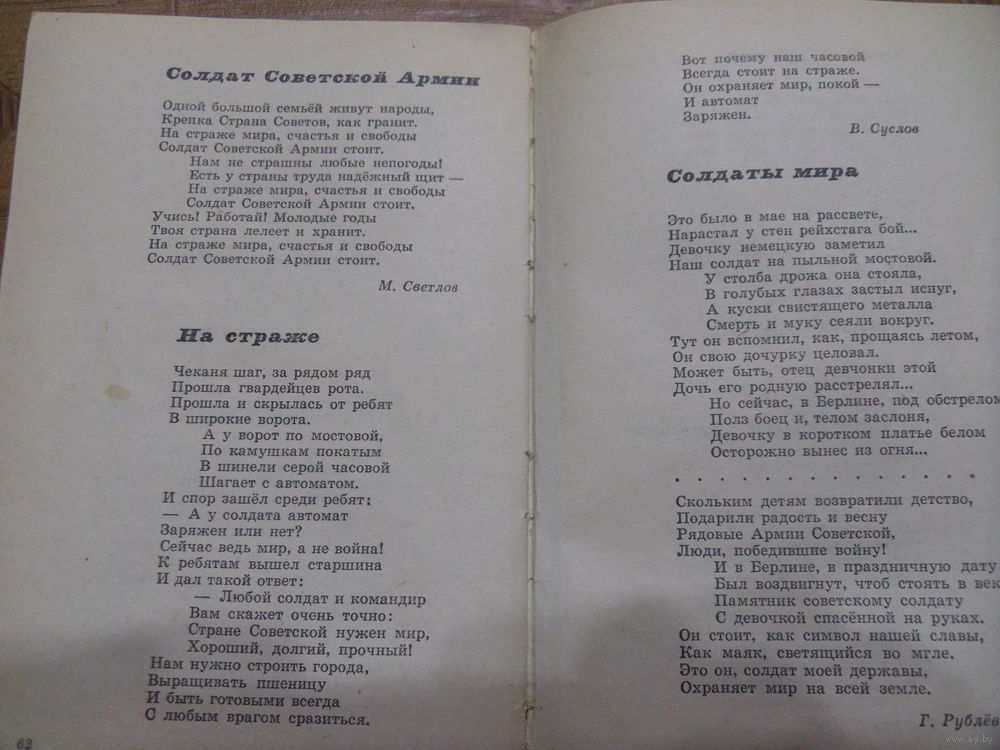 Солдат Советской Армии
Одной большой семьёй живут народы,
Крепка Страна Советов, как гранит.
На страже мира, счастья и свободы
Солдат Советской Армии стоит.
Нам не страшны любые непогоды!
Есть у страны труда надёжный щит —
На страже мира, счастья и свободы
Солдат Советской Армии стоит.
Учись! Работай! Молодые годы
Твоя страна лелеет и хранит.
На страже мира, счастья и свободы
Солдат Советской Армии стоит.
М. Светлов
На страже
Чеканя шаг, за рядом ряд
Прошла гвардейцев рота.
Прошла и скрылась от ребят
В широкие ворота.
А у ворот по мостовой,
По камушкам покатым
В шинели серой часовой
Шагает с автоматом.
И спор зашёл среди ребят:
— А у солдата автомат
Заряжен или нет?
Сейчас ведь мир, а не война!
К ребятам вышел старшина
И дал такой ответ:
— Любой солдат и командир
Вам скажет очень точно:
Стране Советской нужен мир,
Хороший, долгий, прочный!
Нам нужно строить города,
Выращивать пшеницу
И быть готовыми всегда
С любым врагом сразиться.
62
Вот почему наш часовой
Всегда стоит на страже.
Он охраняет мир, покой —
И автомат
Заряжен.
В. Суслов
Солдаты мира
Это было в мае на рассвете,
Нарастал у стен рейхстага бой...
Девочку немецкую заметил
Наш солдат на пыльной мостовой.
У столба дрожа она стояла,
В голубых глазах застыл испуг,
А куски свистящего металла
Смерть и муку сеяли вокруг.
Тут он вспомнил, как, прощаясь летом,
Он свою дочурку целовал.
Может быть, отец девчонки этой
Дочь его родную расстрелял...
Но сейчас, в Берлине, под обстрелом
Полз боец и, телом заслоня,
Девочку в коротком платье белом
Осторожно вынес из огня...
. . . . . . . . . . . . . .
Скольким детям возвратили детство,
Подарили радость и весну
Рядовые Армии Советской,
Люди, победившие войну!
И в Берлине, в праздничную дату
Был воздвигнут, чтоб стоять в век
Памятник советскому солдату
С девочкой спасённой на руках.
Он стоит, как символ нашей славы,
Как маяк, светящийся во мгле.
Это он, солдат моей державы,
Охраняет мир на всей земле.
Г. Рублёв
www.ay.by